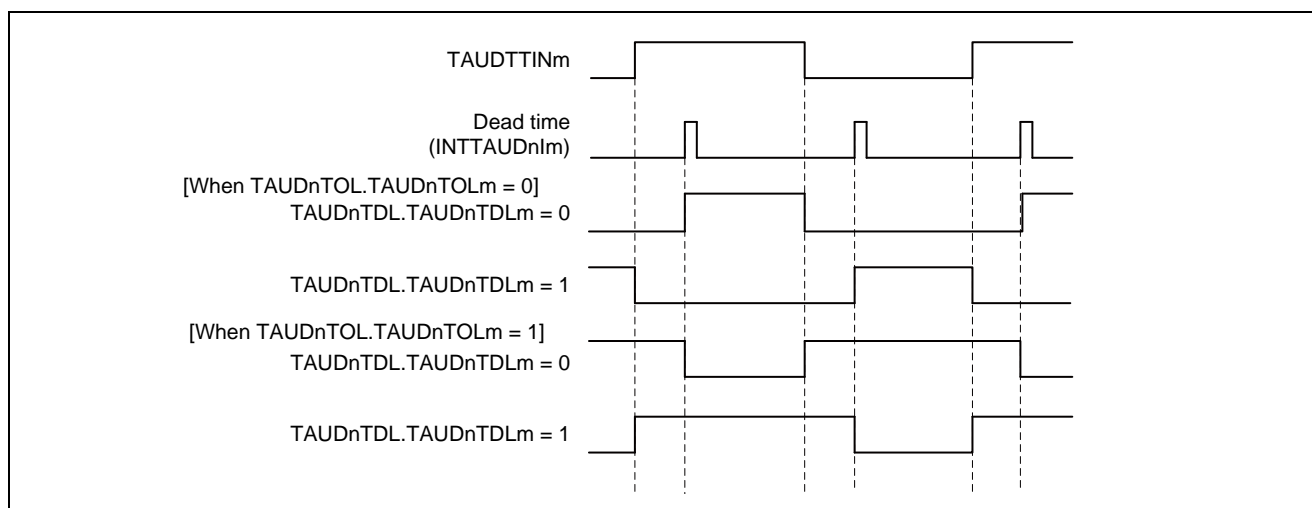 TAUDTTINm
Dead time
(INTTAUDnIm)
[When TAUDnTOL.TAUDnTOLm = 0]
TAUDnTDL.TAUDnTDLm = 0
TAUDnTDL.TAUDnTDLm = 1
[When TAUDnTOL.TAUDnTOLm = 1]
TAUDnTDL.TAUDnTDLm = 0
TAUDnTDL.TAUDnTDLm = 1